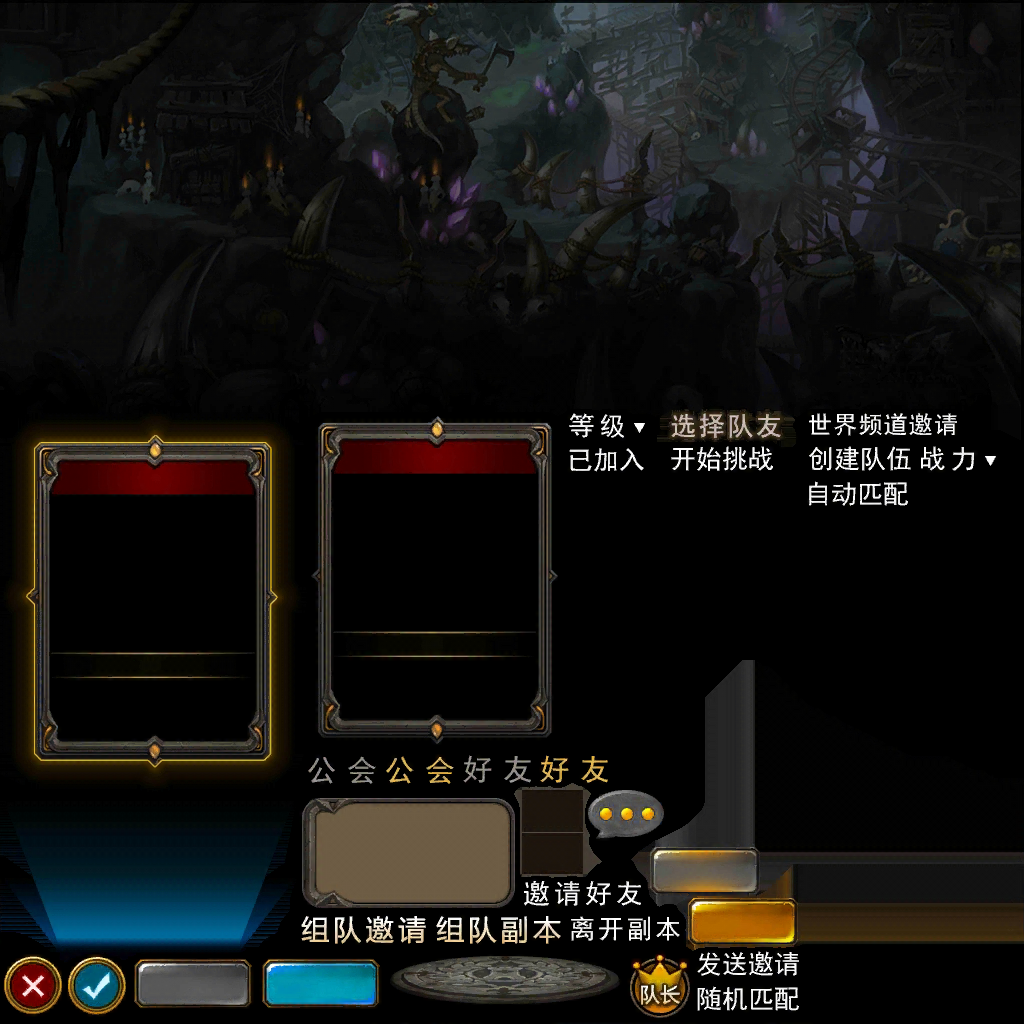 等级▼ 选择队友 世界频道邀请
已加入 开始挑战 创建队伍 战力▼
自动匹配
公会 公会 好友 好友
邀请好友
组队邀请 组队副本 离开副本
发送邀请
队长 随机匹配